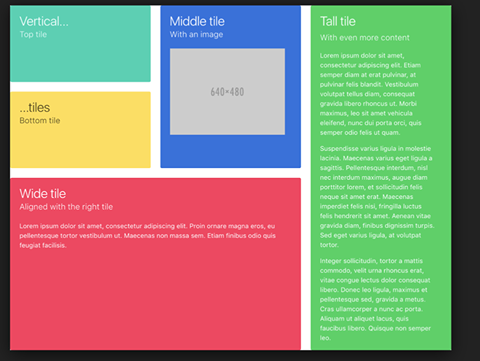 Vertical...
Top tile
...tiles
Bottom tile
Middle tile
With an image
640×480
Wide tile
Aligned with the right tile
Lorem ipsum dolor sit amet, consectetur adipiscing elit. Proin ornare magna eros, eu
pellentesque tortor vestibulum ut. Maecenas non massa sem. Etiam finibus odio quis
feugiat facilisis.
Tall tile
With even more content
Lorem ipsum dolor sit amet,
consectetur adipiscing elit. Etiam
semper diam at erat pulvinar, at
pulvinar felis blandit. Vestibulum
volutpat tellus diam, consequat
gravida libero rhoncus ut. Morbi
maximus, leo sit amet vehicula
eleifend, nunc dui porta orci, quis
semper odio felis ut quam.
Suspendisse varius ligula in molestie
lacinia. Maecenas varius eget ligula a
sagittis. Pellentesque interdum, nisl
nec interdum maximus, augue diam
porttitor lorem, et sollicitudin felis
neque sit amet erat. Maecenas
imperdiet felis nisi, fringilla luctus
felis hendrerit sit amet. Aenean vitae
gravida diam, finibus dignissim turpis.
Sed eget varius ligula, at volutpat
tortor.
Integer sollicitudin, tortor a mattis
commodo, velit urna rhoncus erat,
vitae congue lectus dolor consequat
libero. Donec leo ligula, maximus et
pellentesque sed, gravida a metus.
Cras ullamcorper a nunc ac porta.
Aliquam ut aliquet lacus, quis
faucibus libero. Quisque non semper
leo.